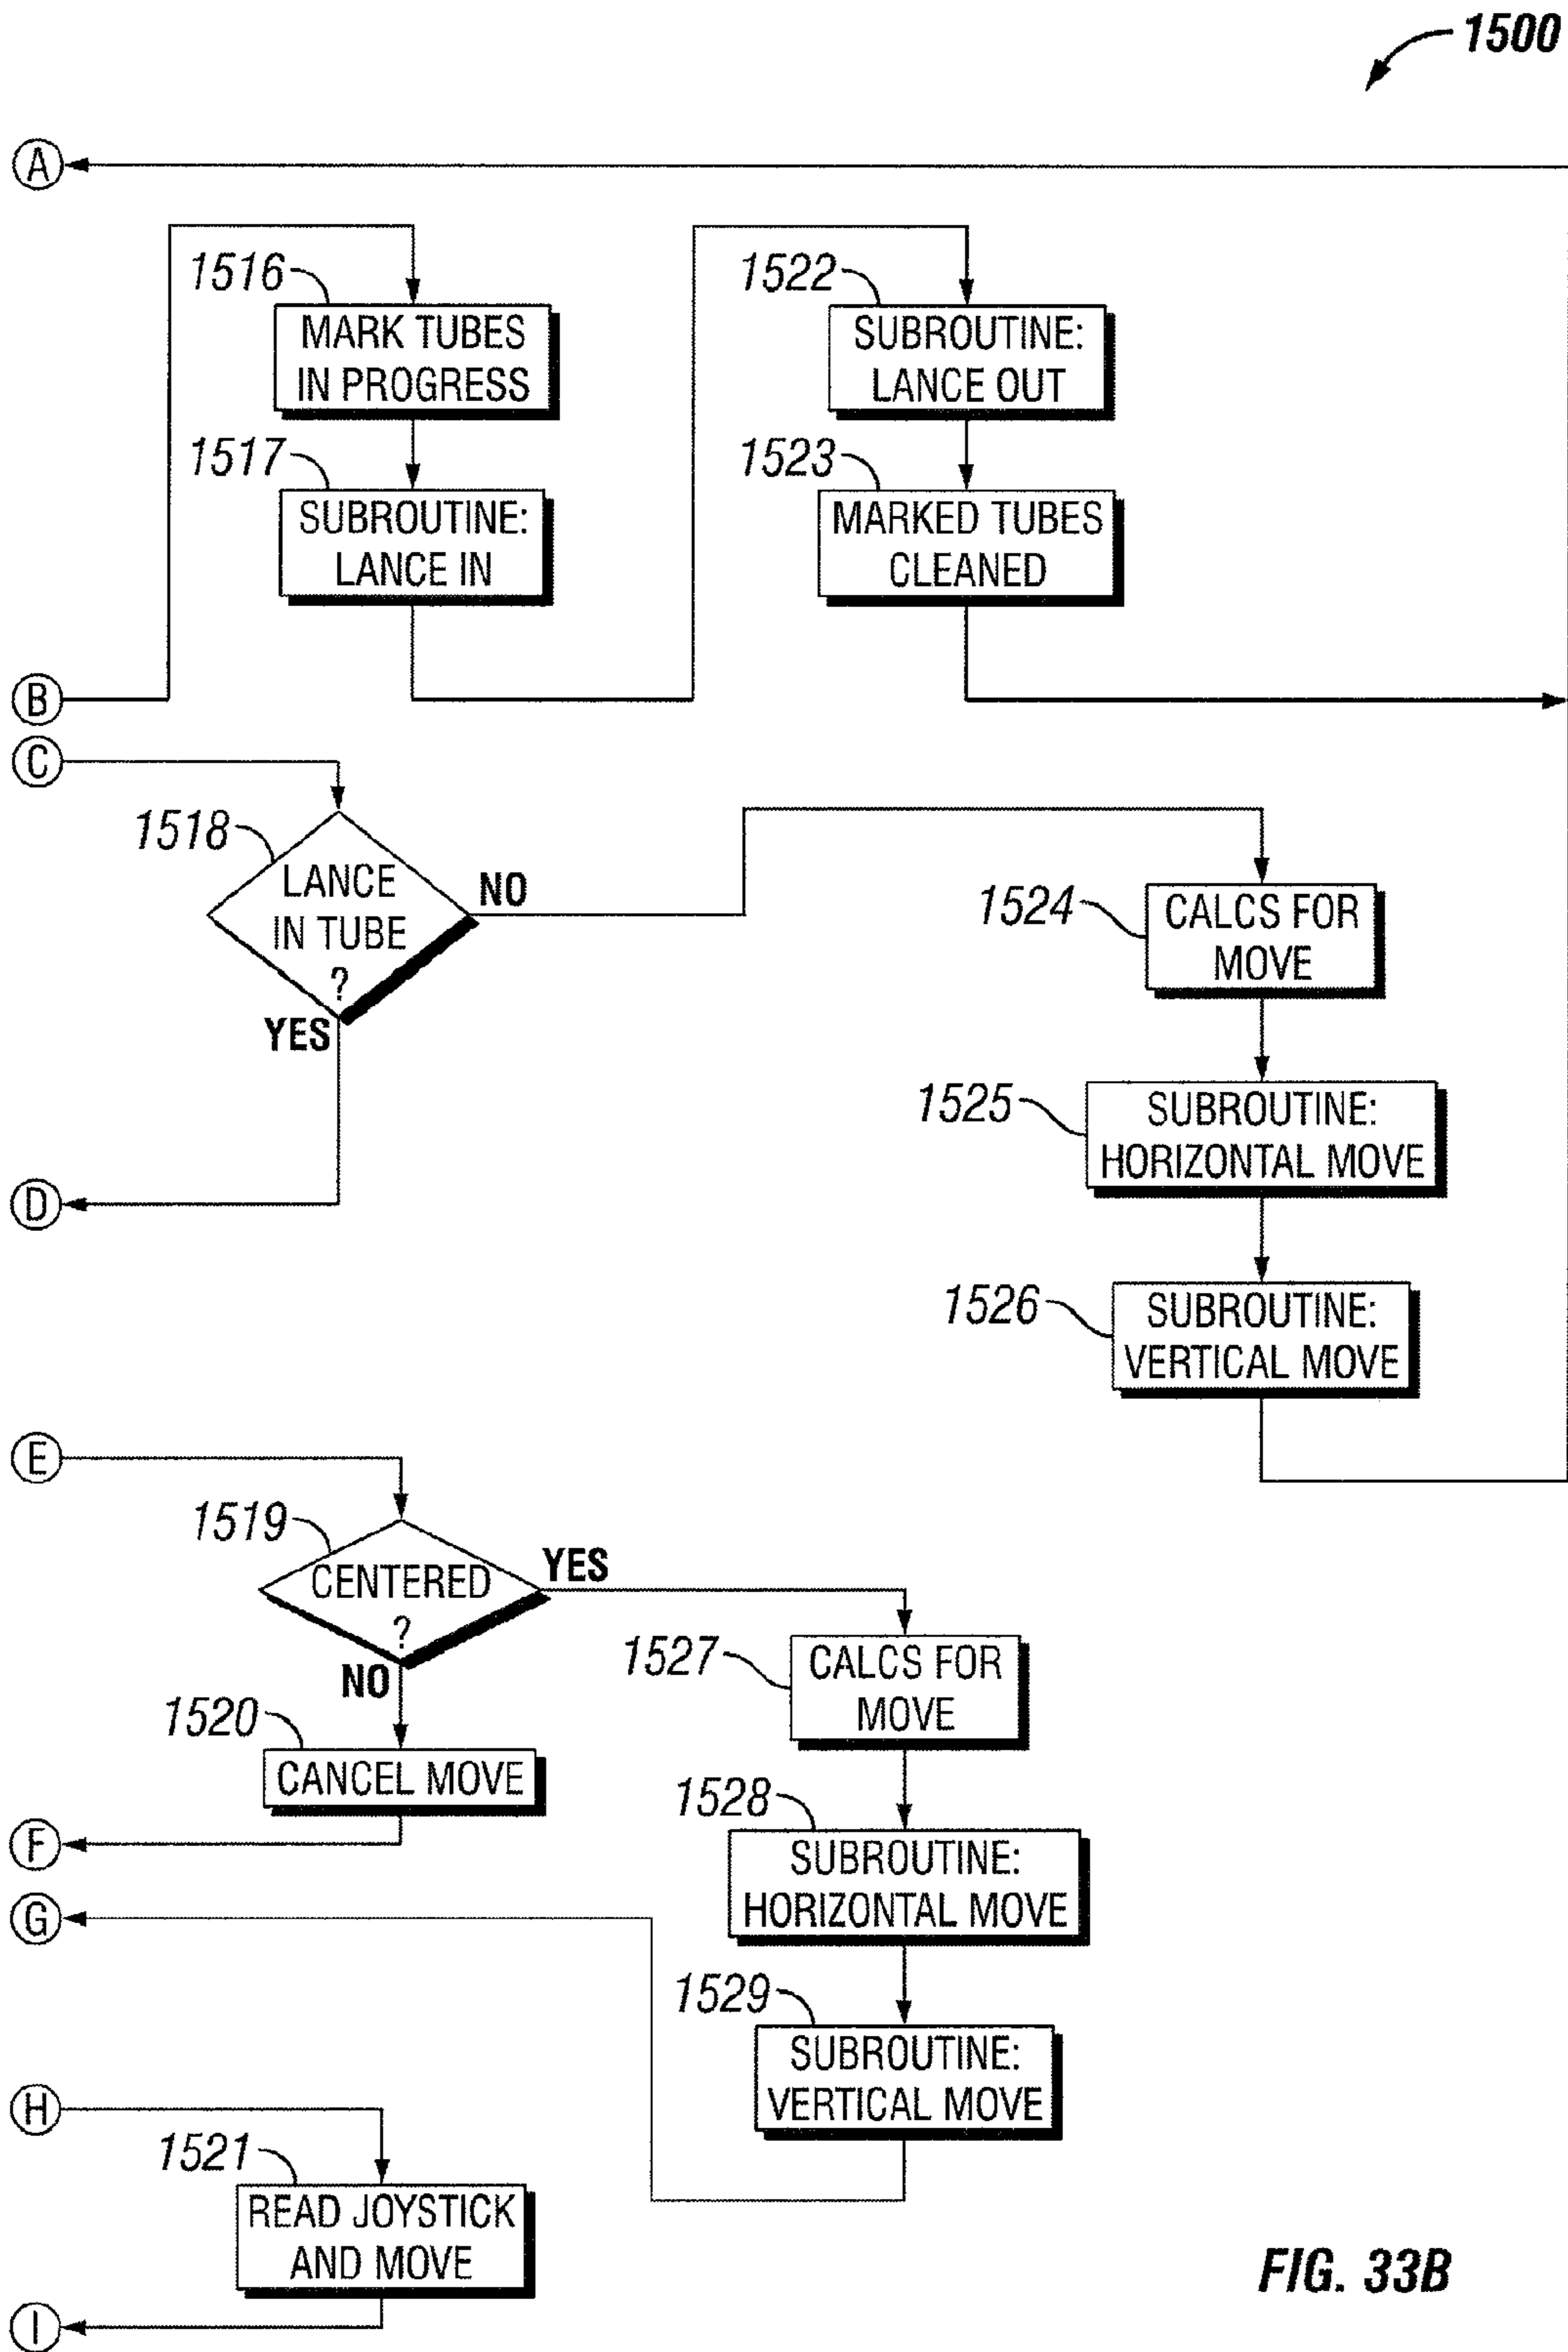 1500
A
1516
MARK TUBES
IN PROGRESS
1522
SUBROUTINE:
LANCE OUT
1517
SUBROUTINE:
LANCE IN
1523
MARKED TUBES
CLEANED
B
C
1518
LANCE
IN TUBE
?
NO
YES
1524
CALCS FOR
MOVE
1525
SUBROUTINE:
HORIZONTAL MOVE
D
1526
SUBROUTINE:
VERTICAL MOVE
E
1519
CENTERED
?
YES
NO
1527
CALCS FOR
MOVE
1520
CANCEL MOVE
F
1528
SUBROUTINE:
HORIZONTAL MOVE
G
1529
SUBROUTINE:
VERTICAL MOVE
H
1521
READ JOYSTICK
AND MOVE
I
FIG. 33B